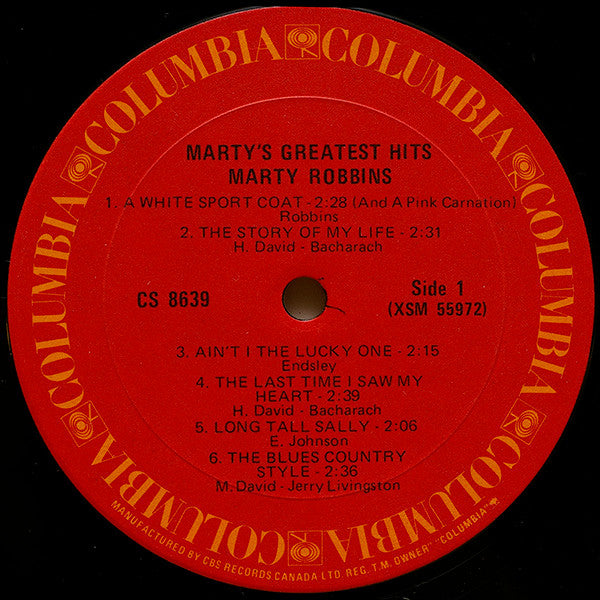 COLUMBIA COLUMBIA COLUMBIA COLUMBIA COLUMBIA COLUMBIA
MARTY'S GREATEST HITS
MARTY ROBBINS
1. A WHITE SPORT COAT - 2:28 (And A Pink Carnation)
Robbins
2. THE STORY OF MY LIFE - 2:31
H. David - Bacharach
CS 8639
Side 1
(XSM 55972)
3. AIN'T I THE LUCKY ONE - 2:15
Endsley
4. THE LAST TIME I SAW MY
HEART - 2:39
H. David - Bacharach
5. LONG TALL SALLY - 2:06
E. Johnson
6. THE BLUES COUNTRY
STYLE - 2:36
M. David - Jerry Livingston
MANUFACTURED BY CBS RECORDS CANADA LTD. REG. T.M. OWNER "COLUMBIA"